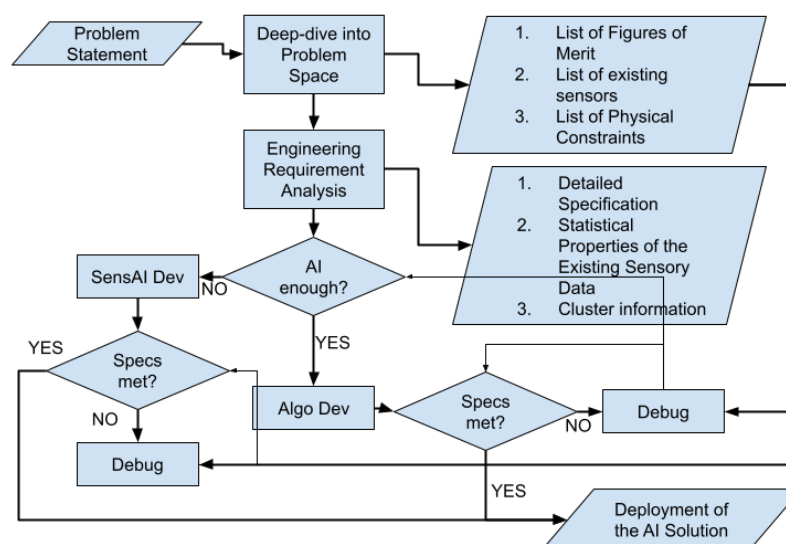 Problem
Statement
Deep-dive into
Problem
Space
1. List of Figures of
Merit
2. List of existing
sensors
3. List of Physical
Constraints
Engineering
Requirement
Analysis
1. Detailed
Specification
2. Statistical
Properties of the
Existing Sensory
Data
3. Cluster information
AI
enough?
NO
SensAI Dev
YES
YES
Specs
met?
NO
Debug
Algo Dev
Specs
met?
NO
Debug
YES
Deployment of
the AI Solution